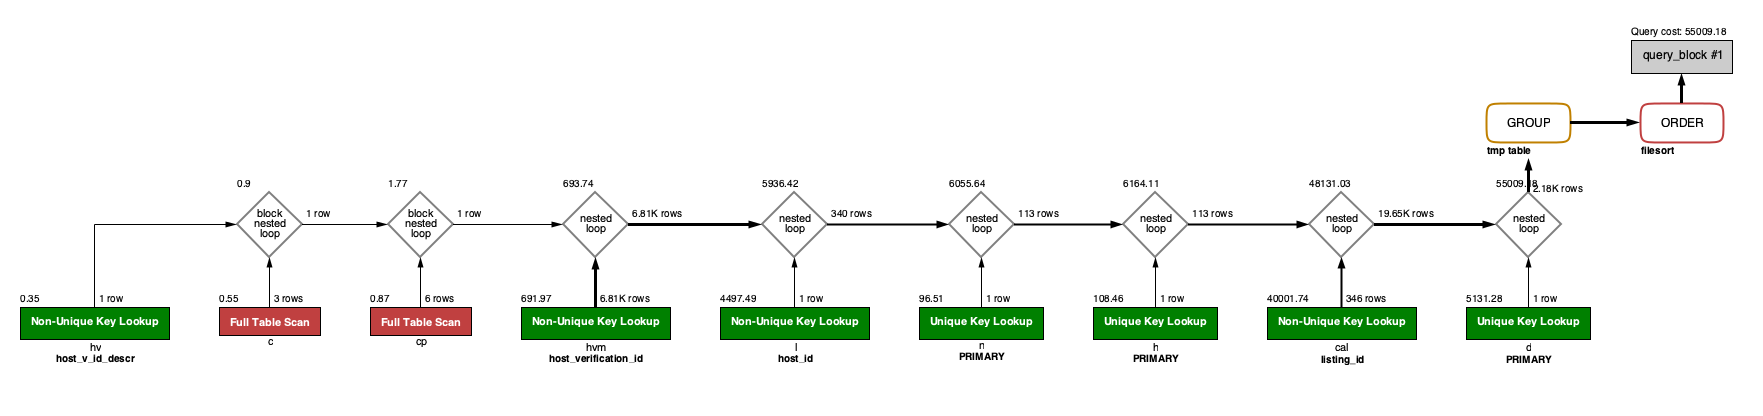 Query cost: 55009.18
query_block #1
GROUP
ORDER
tmp table
filesort
0.9
1.77
693.74
5936.42
6055.64
6164.11
48131.03
55009.18
2.18K rows
block nested loop
1 row
block nested loop
1 row
nested loop
6.81K rows
nested loop
340 rows
nested loop
113 rows
nested loop
113 rows
nested loop
19.65K rows
nested loop
0.35
1 row
0.55
3 rows
0.87
6 rows
691.97
6.81K rows
4497.49
1 row
96.51
1 row
108.46
1 row
40001.74
346 rows
5131.28
1 row
Non-Unique Key Lookup
Full Table Scan
Full Table Scan
Non-Unique Key Lookup
Non-Unique Key Lookup
Unique Key Lookup
Unique Key Lookup
Non-Unique Key Lookup
Unique Key Lookup
hv
c
cp
hvm
l
n
h
cal
d
host_v_id_descr
host_verification_id
host_id
PRIMARY
PRIMARY
listing_id
PRIMARY